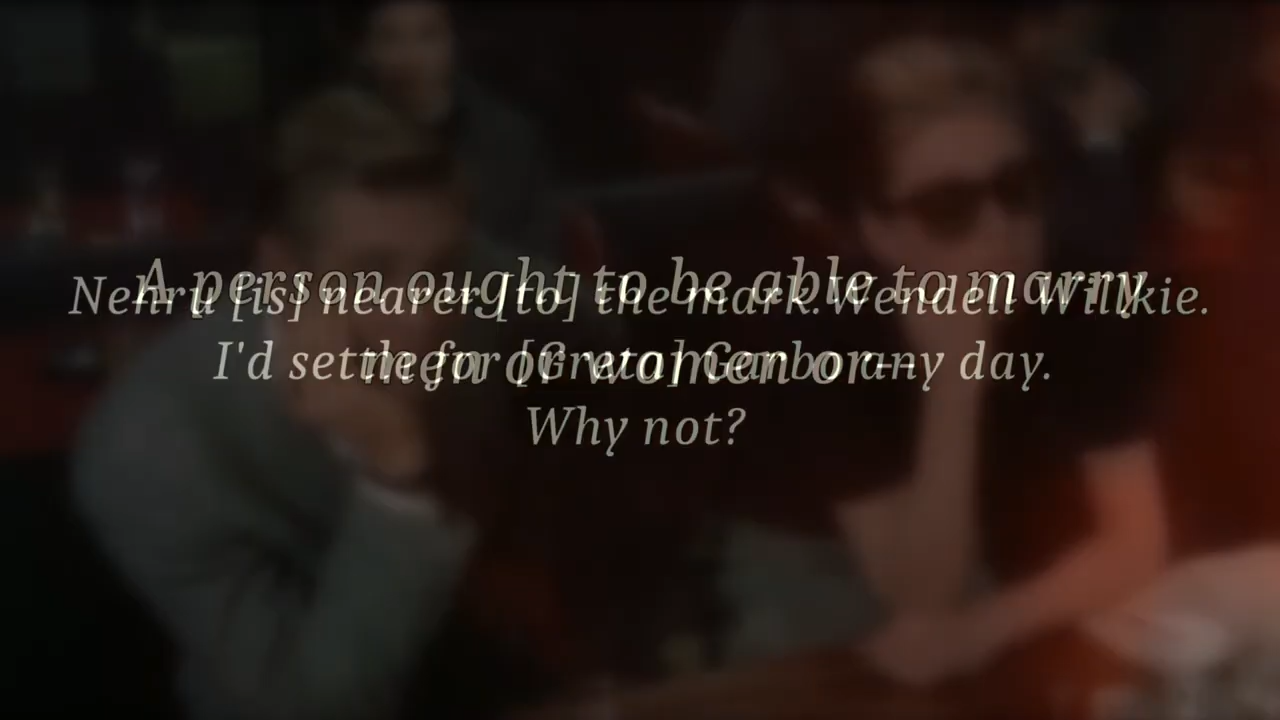 A person ought to be able to marry
men or women or--
Nehru [is] nearer [to] the mark. Wendell Willkie.
I'd settle for [Greta] Garbo any day.
Why not?